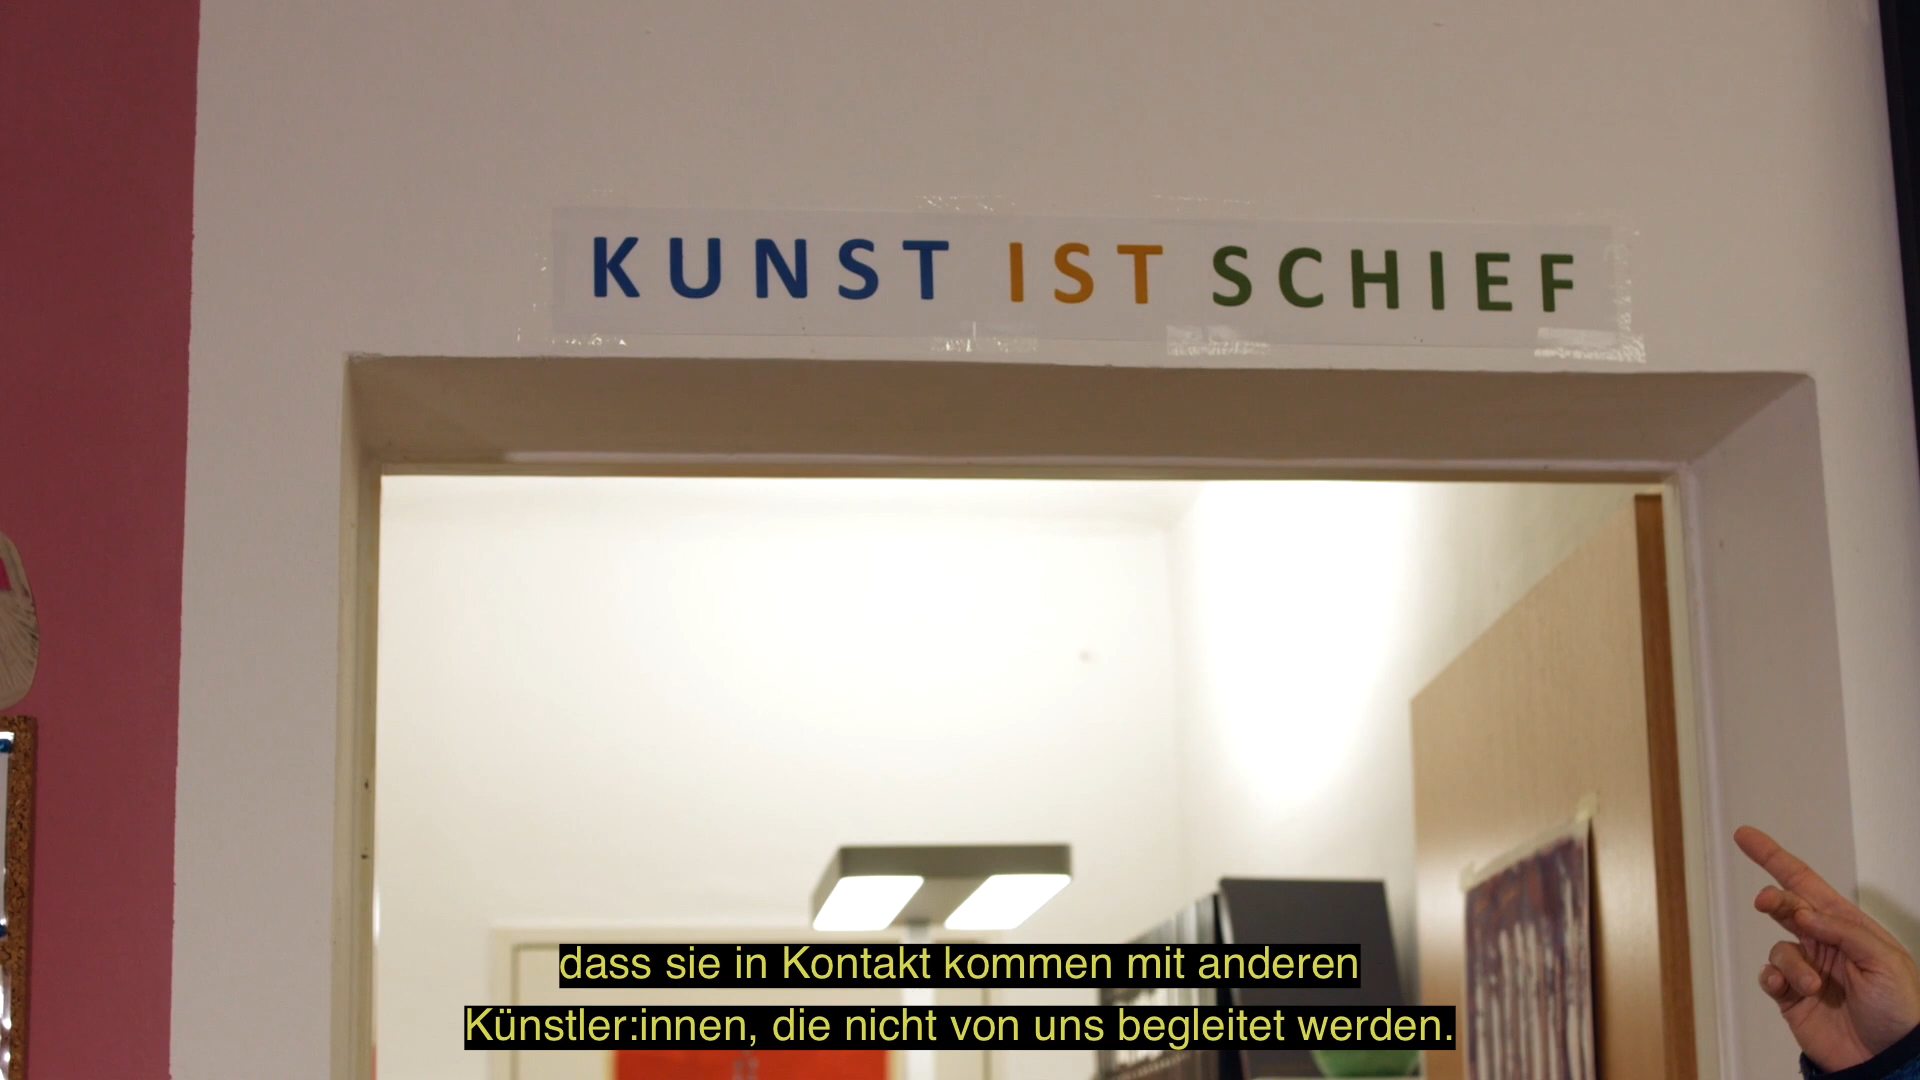 KUNST IST SCHIEF
dass sie in Kontakt kommen mit anderen
Künstler:innen, die nicht von uns begleitet werden.